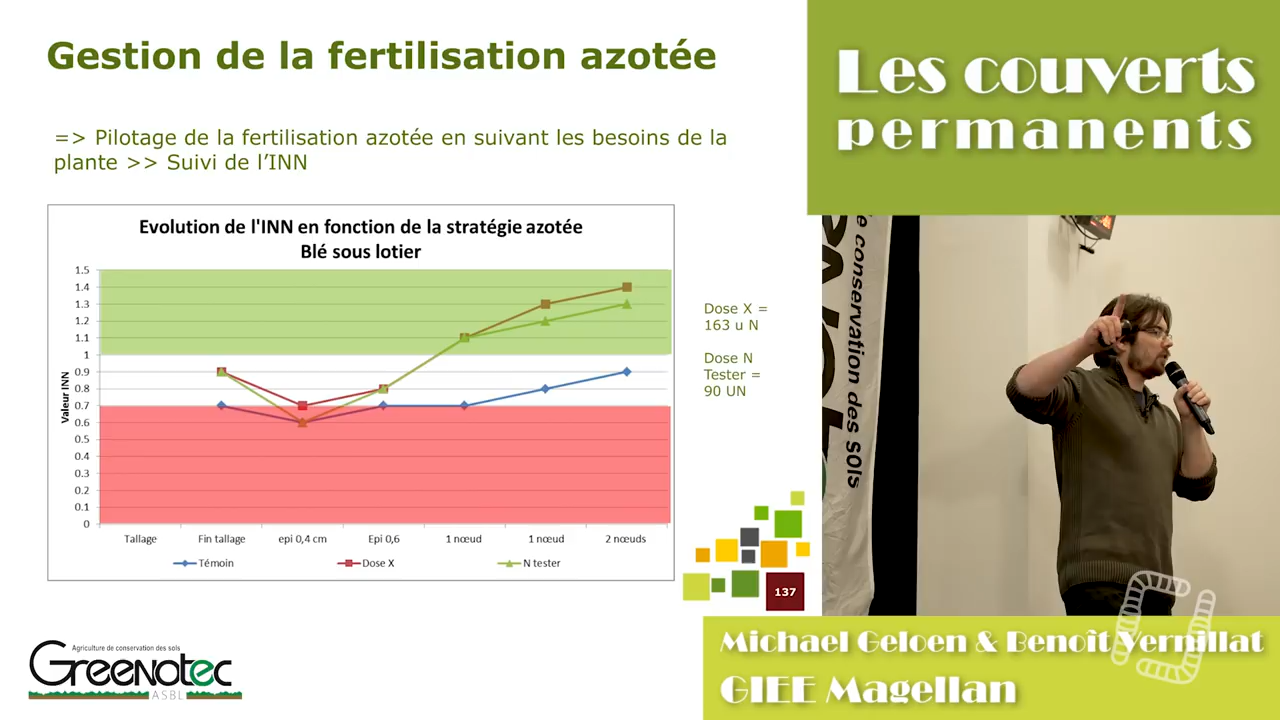 Gestion de la fertilisation azotée
=> Pilotage de la fertilisation azotée en suivant les besoins de la
plante >> Suivi de l'INN
Evolution de l'INN en fonction de la stratégie azotée
Blé sous lotier
Valeur INN
1.5
1.4
1.3
1.2
1.1
1
0.9
0.8
0.7
0.6
0.5
0.4
0.3
0.2
0.1
0
Tallage
Fin tallage
epi 0,4 cm
Epi 0,6
1 nœud
1 nœud
2 nœuds
Témoin
Dose X
N tester
Dose X =
163 u N
Dose N
Tester =
90 UN
137
Agriculture de conservation des sols
Greenotec
ASBL
Les couverts
permanents
e conservation des sols
Michael Geloen & Benoît Vernillat
GIEE Magellan